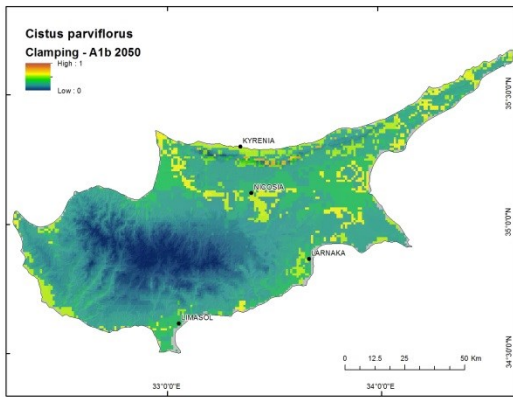 Cistus parviflorus
Clamping - A1b 2050
High : 1
Low : 0
KYRENIA
NICOSIA
LARNAKA
LIMASOL
35°30'0"N
35°0'0"N
34°30'0"N
0 12.5 25 50 Km
33°0'0"E 34°0'0"E